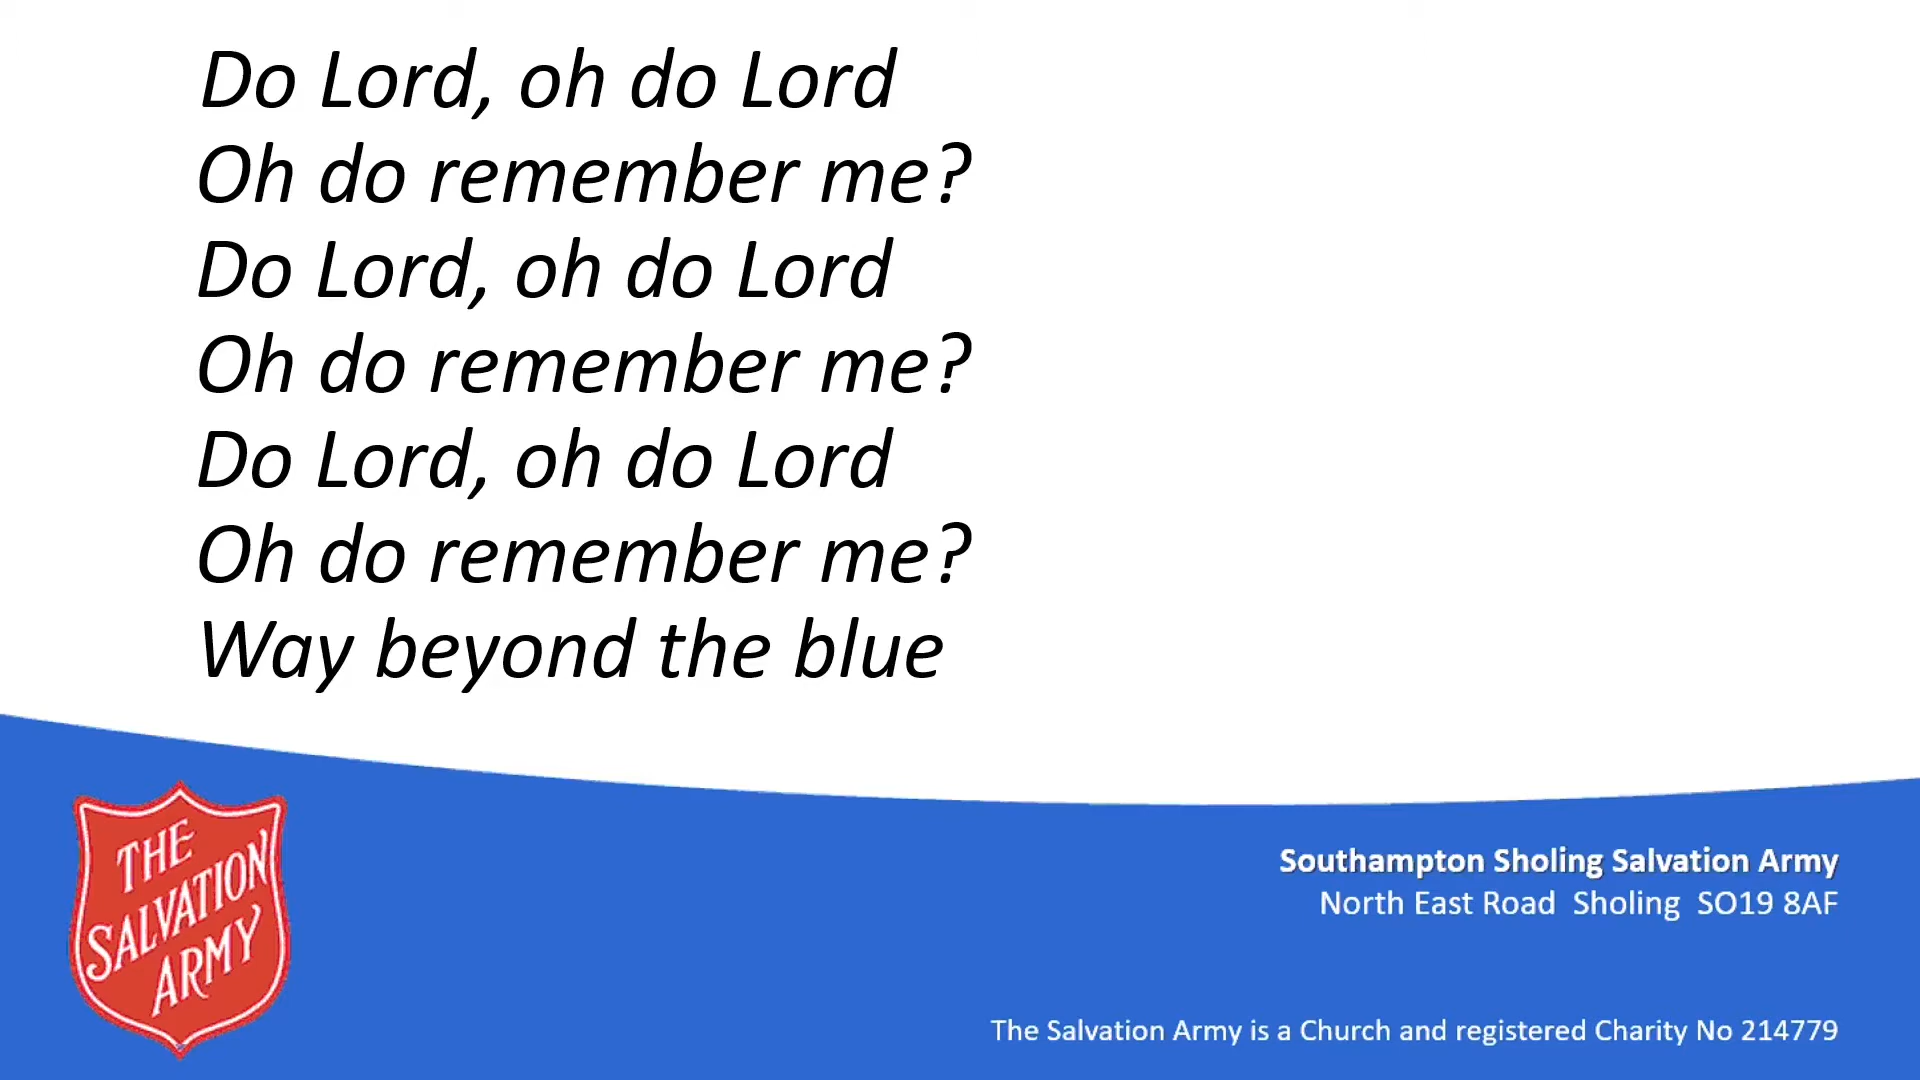 Do Lord, oh do Lord
Oh do remember me?
Do Lord, oh do Lord
Oh do remember me?
Do Lord, oh do Lord
Oh do remember me?
Way beyond the blue
THE
SALVATION
ARMY
Southampton Sholing Salvation Army
North East Road  Sholing  SO19 8AF
The Salvation Army is a Church and registered Charity No 214779